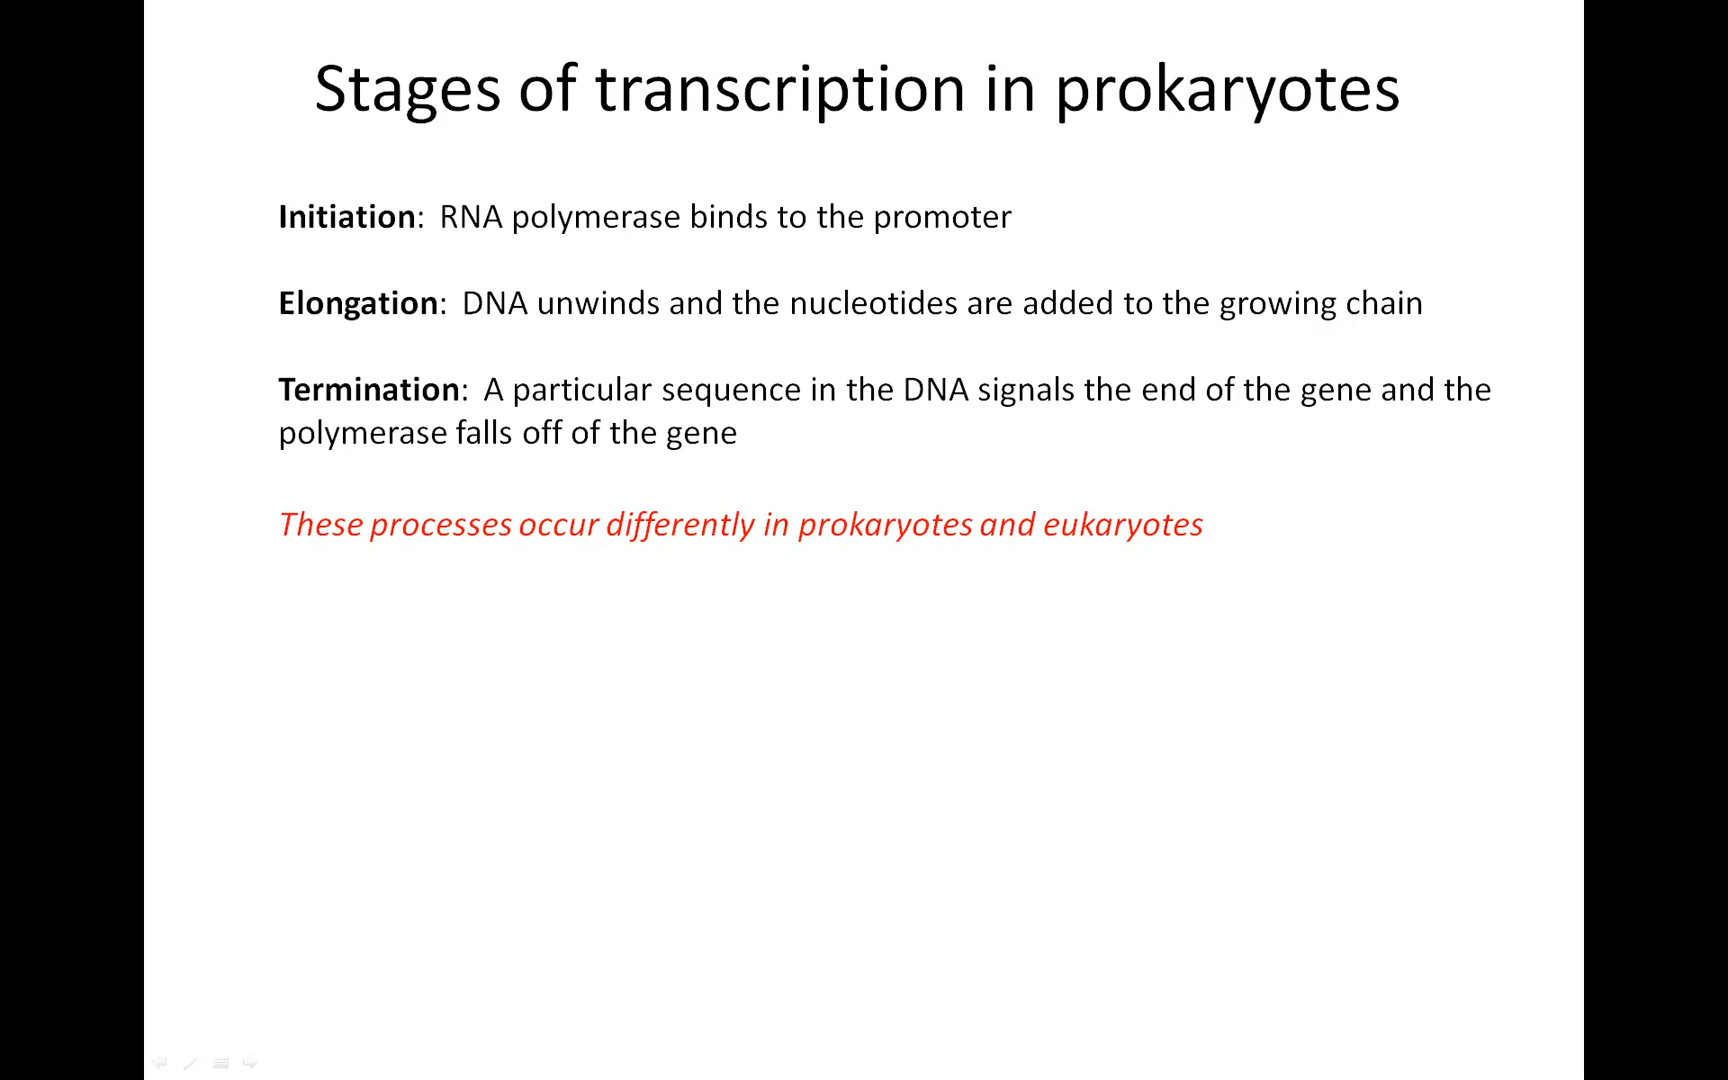 Stages of transcription in prokaryotes
Initiation: RNA polymerase binds to the promoter
Elongation: DNA unwinds and the nucleotides are added to the growing chain
Termination: A particular sequence in the DNA signals the end of the gene and the
polymerase falls off of the gene
These processes occur differently in prokaryotes and eukaryotes